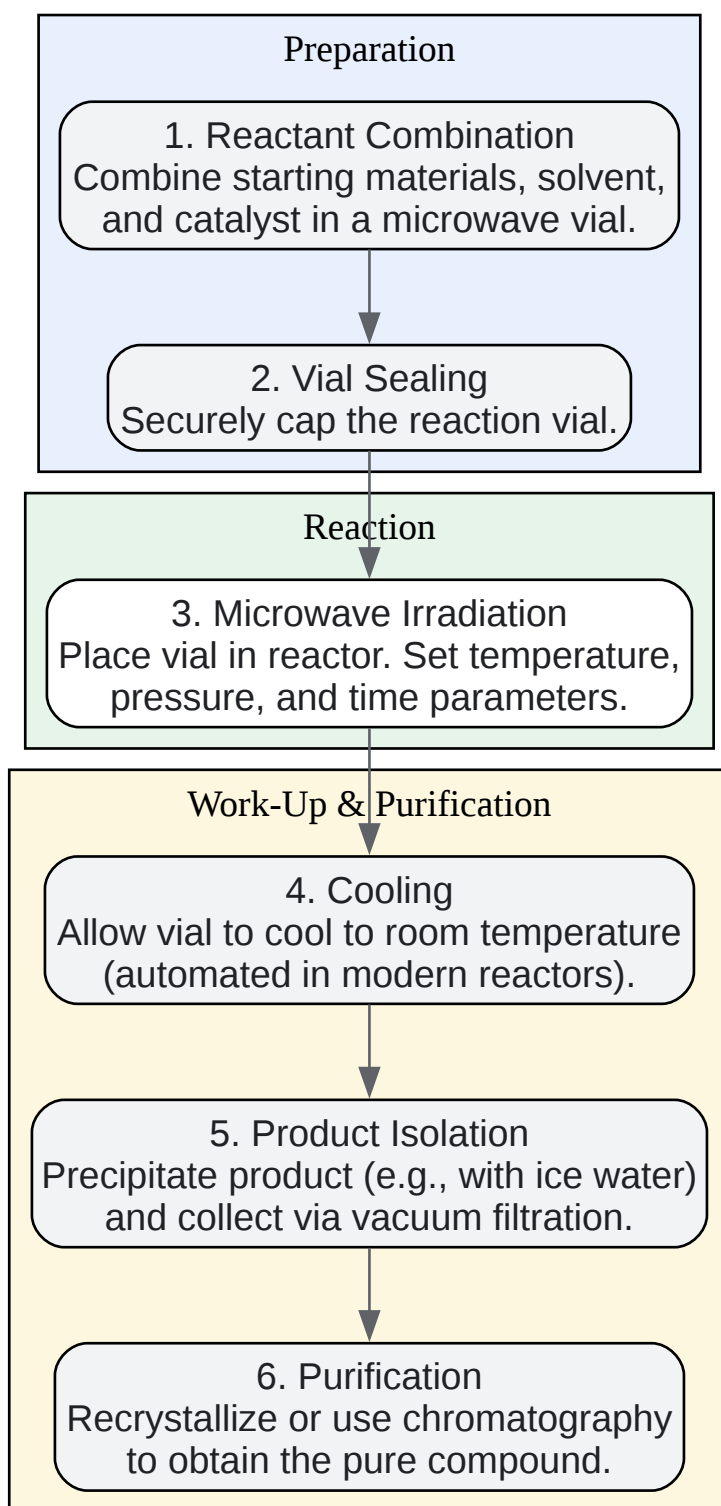 Preparation
1. Reactant Combination
Combine starting materials, solvent,
and catalyst in a microwave vial.
2. Vial Sealing
Securely cap the reaction vial.
Reaction
3. Microwave Irradiation
Place vial in reactor. Set temperature,
pressure, and time parameters.
Work-Up & Purification
4. Cooling
Allow vial to cool to room temperature
(automated in modern reactors).
5. Product Isolation
Precipitate product (e.g., with ice water)
and collect via vacuum filtration.
6. Purification
Recrystallize or use chromatography
to obtain the pure compound.